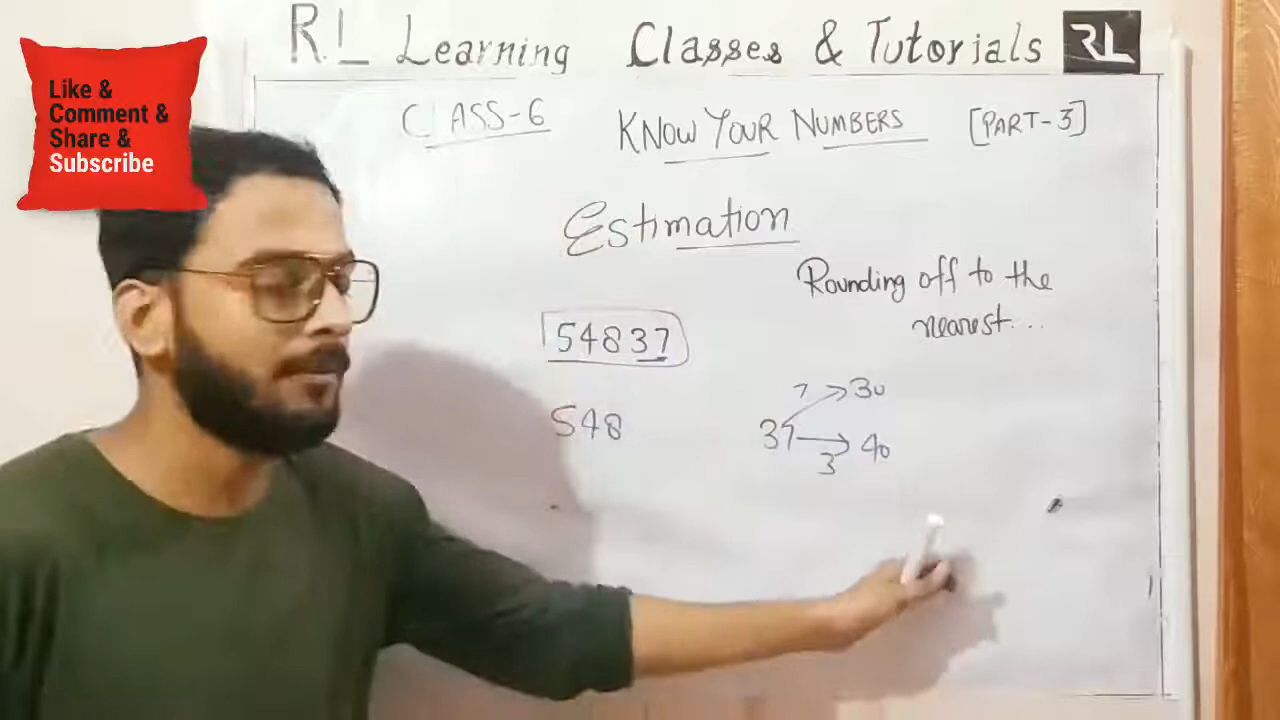 R.L Learning Classes & Tutorials RL
Like &
Comment &
Share &
Subscribe
CLASS-6 KNOW YOUR NUMBERS [PART-3]
Estimation
Rounding off to the
nearest...
54837
548
7 30
37 40
3